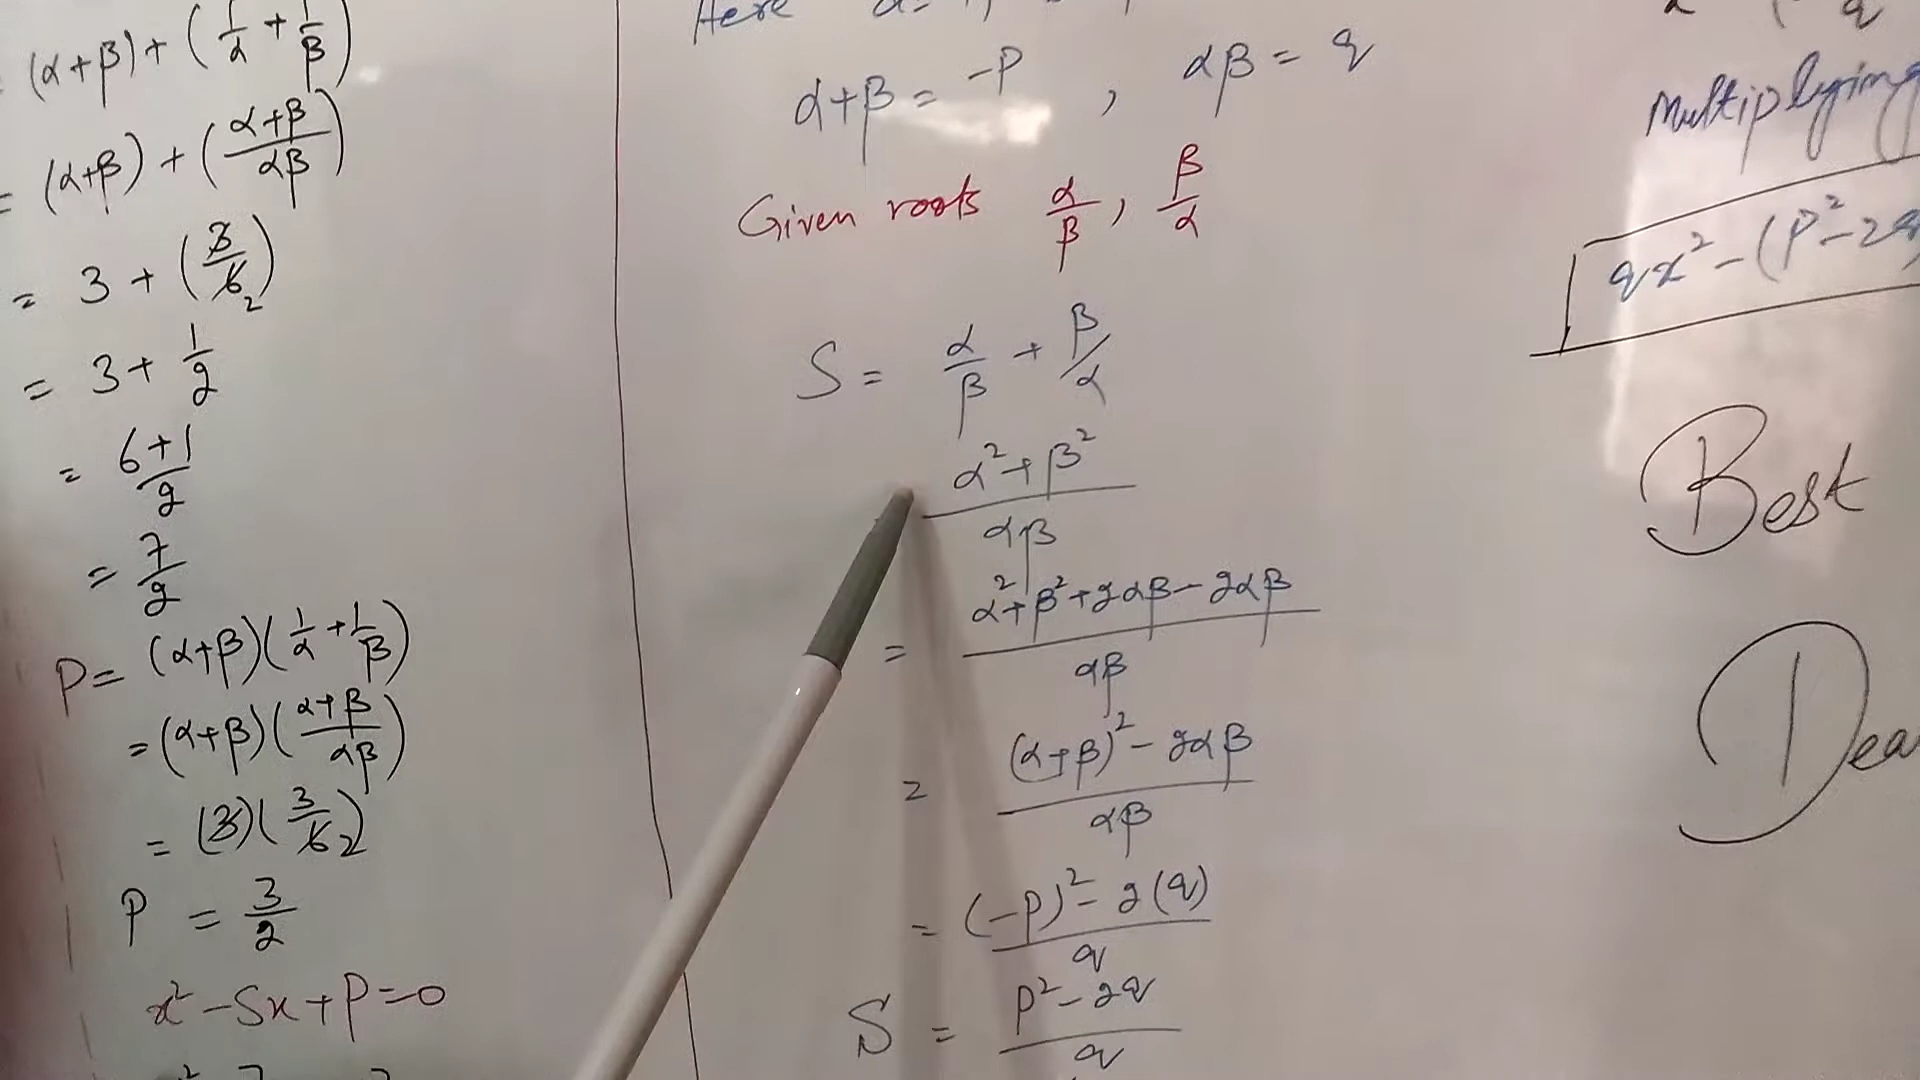 (α+β) + (1/α + 1/β)
= (α+β) + (α+β/αβ)
= 3 + (3/6 2)
= 3 + 1/2
= 6+1/2
= 7/2
P = (α+β)(1/α + 1/β)
= (α+β)(α+β/αβ)
= (3)(3/6 2)
P = 3/2
x² - Sx + P = 0
Here
α+β = -P , αβ = q
Given roots α/β, β/α
S = α/β + β/α
α²+β²/αβ
= α²+β²+2αβ-2αβ/αβ
= (α+β)²-2αβ/αβ
= (-P)²-2(q)/q
S = P²-2q/q
Multiplying
qx² - (P²-2q)
Best